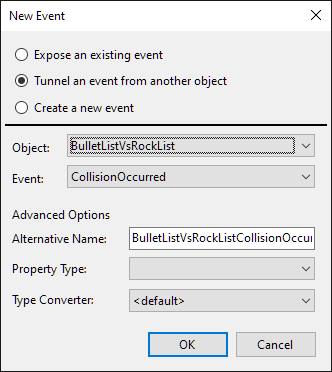 New Event
Expose an existing event
Tunnel an event from another object
Create a new event
Object: BulletListVsRockList
Event: CollisionOccurred
Advanced Options
Alternative Name: BulletListVsRockListCollisionOccu
Property Type:
Type Converter: <default>
OK Cancel